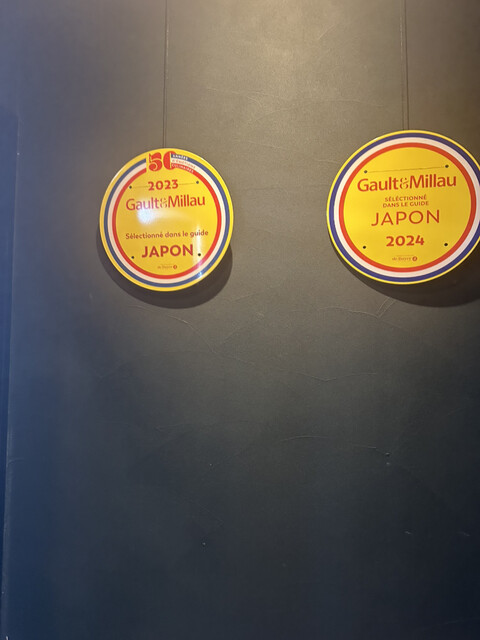 50
2023
Gault&Millau
Sélectionné dans le guide
JAPON
Gault&Millau
SÉLECTIONNÉ
DANS LE GUIDE
JAPON
2024